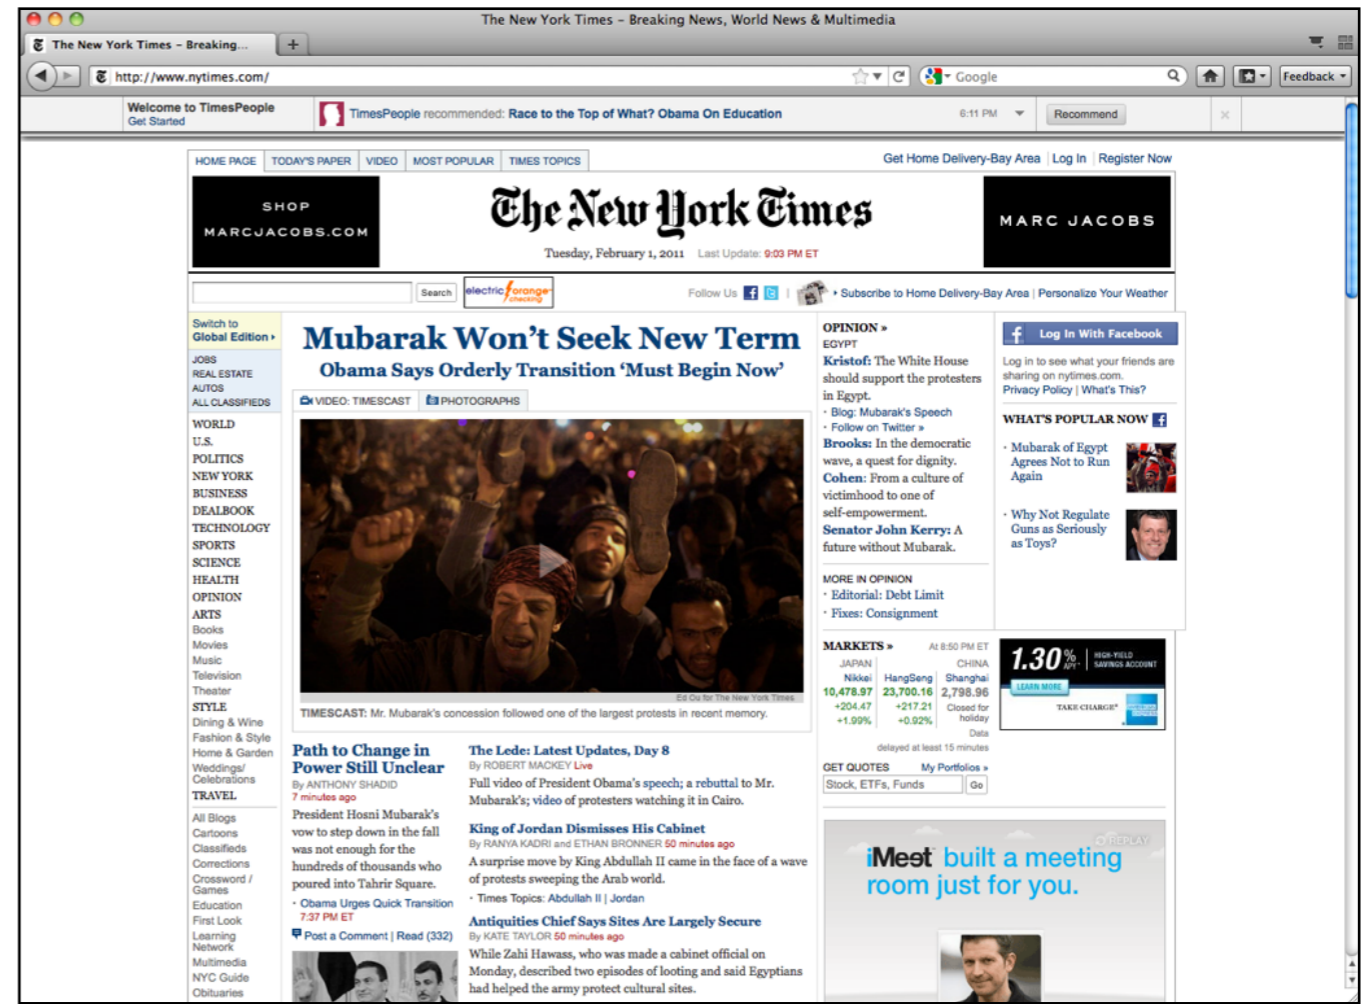 The New York Times – Breaking News, World News & Multimedia
The New York Times – Breaking...
http://www.nytimes.com/
Google
Feedback
Welcome to TimesPeople
Get Started
TimesPeople recommended: Race to the Top of What? Obama On Education
6:11 PM
Recommend
HOME PAGE
TODAY'S PAPER
VIDEO
MOST POPULAR
TIMES TOPICS
Get Home Delivery-Bay Area
Log In
Register Now
SHOP
MARCJACOBS.COM
The New York Times
Tuesday, February 1, 2011 Last Update: 9:03 PM ET
MARC JACOBS
Search
electric orange
checking
Follow Us
Subscribe to Home Delivery-Bay Area | Personalize Your Weather
Switch to
Global Edition
JOBS
REAL ESTATE
AUTOS
ALL CLASSIFIEDS
WORLD
U.S.
POLITICS
NEW YORK
BUSINESS
DEALBOOK
TECHNOLOGY
SPORTS
SCIENCE
HEALTH
OPINION
ARTS
Books
Movies
Music
Television
Theater
STYLE
Dining & Wine
Fashion & Style
Home & Garden
Weddings/
Celebrations
TRAVEL
All Blogs
Cartoons
Classifieds
Corrections
Crossword /
Games
Education
First Look
Learning
Network
Multimedia
NYC Guide
Obituaries
Mubarak Won't Seek New Term
Obama Says Orderly Transition 'Must Begin Now'
VIDEO: TIMESCAST
PHOTOGRAPHS
Ed Ou for The New York Times
TIMESCAST: Mr. Mubarak's concession followed one of the largest protests in recent memory.
Path to Change in
Power Still Unclear
By ANTHONY SHADID
7 minutes ago
President Hosni Mubarak's
vow to step down in the fall
was not enough for the
hundreds of thousands who
poured into Tahrir Square.
· Obama Urges Quick Transition
7:37 PM ET
Post a Comment | Read (332)
The Lede: Latest Updates, Day 8
By ROBERT MACKEY Live
Full video of President Obama's speech; a rebuttal to Mr.
Mubarak's; video of protesters watching it in Cairo.
King of Jordan Dismisses His Cabinet
By RANYA KADRI and ETHAN BRONNER 50 minutes ago
A surprise move by King Abdullah II came in the face of a wave
of protests sweeping the Arab world.
· Times Topics: Abdullah II | Jordan
Antiquities Chief Says Sites Are Largely Secure
By KATE TAYLOR 50 minutes ago
While Zahi Hawass, who was made a cabinet official on
Monday, described two episodes of looting and said Egyptians
had helped the army protect cultural sites.
OPINION »
EGYPT
Kristof: The White House
should support the protesters
in Egypt.
· Blog: Mubarak's Speech
· Follow on Twitter »
Brooks: In the democratic
wave, a quest for dignity.
Cohen: From a culture of
victimhood to one of
self-empowerment.
Senator John Kerry: A
future without Mubarak.
MORE IN OPINION
· Editorial: Debt Limit
· Fixes: Consignment
Log In With Facebook
Log in to see what your friends are
sharing on nytimes.com.
Privacy Policy | What's This?
WHAT'S POPULAR NOW
· Mubarak of Egypt
Agrees Not to Run
Again
· Why Not Regulate
Guns as Seriously
as Toys?
MARKETS » At 8:50 PM ET
JAPAN CHINA
Nikkei HangSeng Shanghai
10,478.97 23,700.16 2,798.96
+204.47 +217.21 Closed for
+1.99% +0.92% holiday
Data
delayed at least 15 minutes
GET QUOTES My Portfolios »
Stock, ETFs, Funds Go
1.30% APY HIGH-YIELD
SAVINGS ACCOUNT
LEARN MORE
TAKE CHARGE
AMERICAN
EXPRESS
REPLAY
iMeet built a meeting
room just for you.